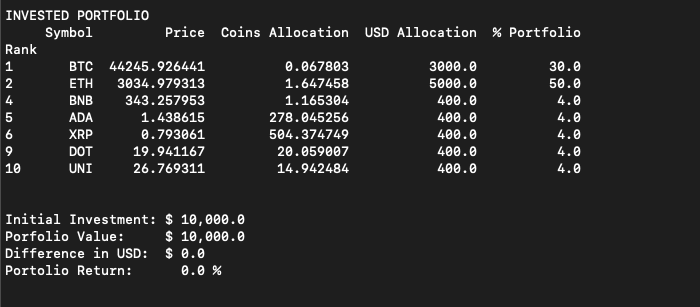 INVESTED PORTFOLIO
Symbol Price Coins Allocation USD Allocation % Portfolio
Rank
1 BTC 44245.926441 0.067803 3000.0 30.0
2 ETH 3034.979313 1.647458 5000.0 50.0
4 BNB 343.257953 1.165304 400.0 4.0
5 ADA 1.438615 278.045256 400.0 4.0
6 XRP 0.793061 504.374749 400.0 4.0
9 DOT 19.941167 20.059007 400.0 4.0
10 UNI 26.769311 14.942484 400.0 4.0
Initial Investment: $ 10,000.0
Porfolio Value: $ 10,000.0
Difference in USD: $ 0.0
Portolio Return: 0.0 %